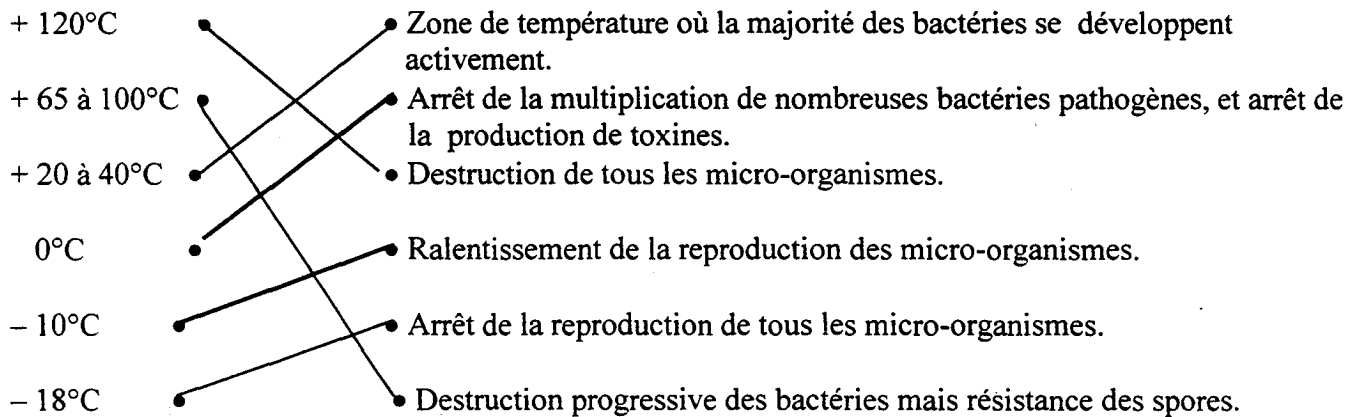 + 120°C Zone de température où la majorité des bactéries se développent
activement.
+ 65 à 100°C Arrêt de la multiplication de nombreuses bactéries pathogènes, et arrêt de
la production de toxines.
+ 20 à 40°C Destruction de tous les micro-organismes.
0°C Ralentissement de la reproduction des micro-organismes.
– 10°C Arrêt de la reproduction de tous les micro-organismes.
– 18°C Destruction progressive des bactéries mais résistance des spores.